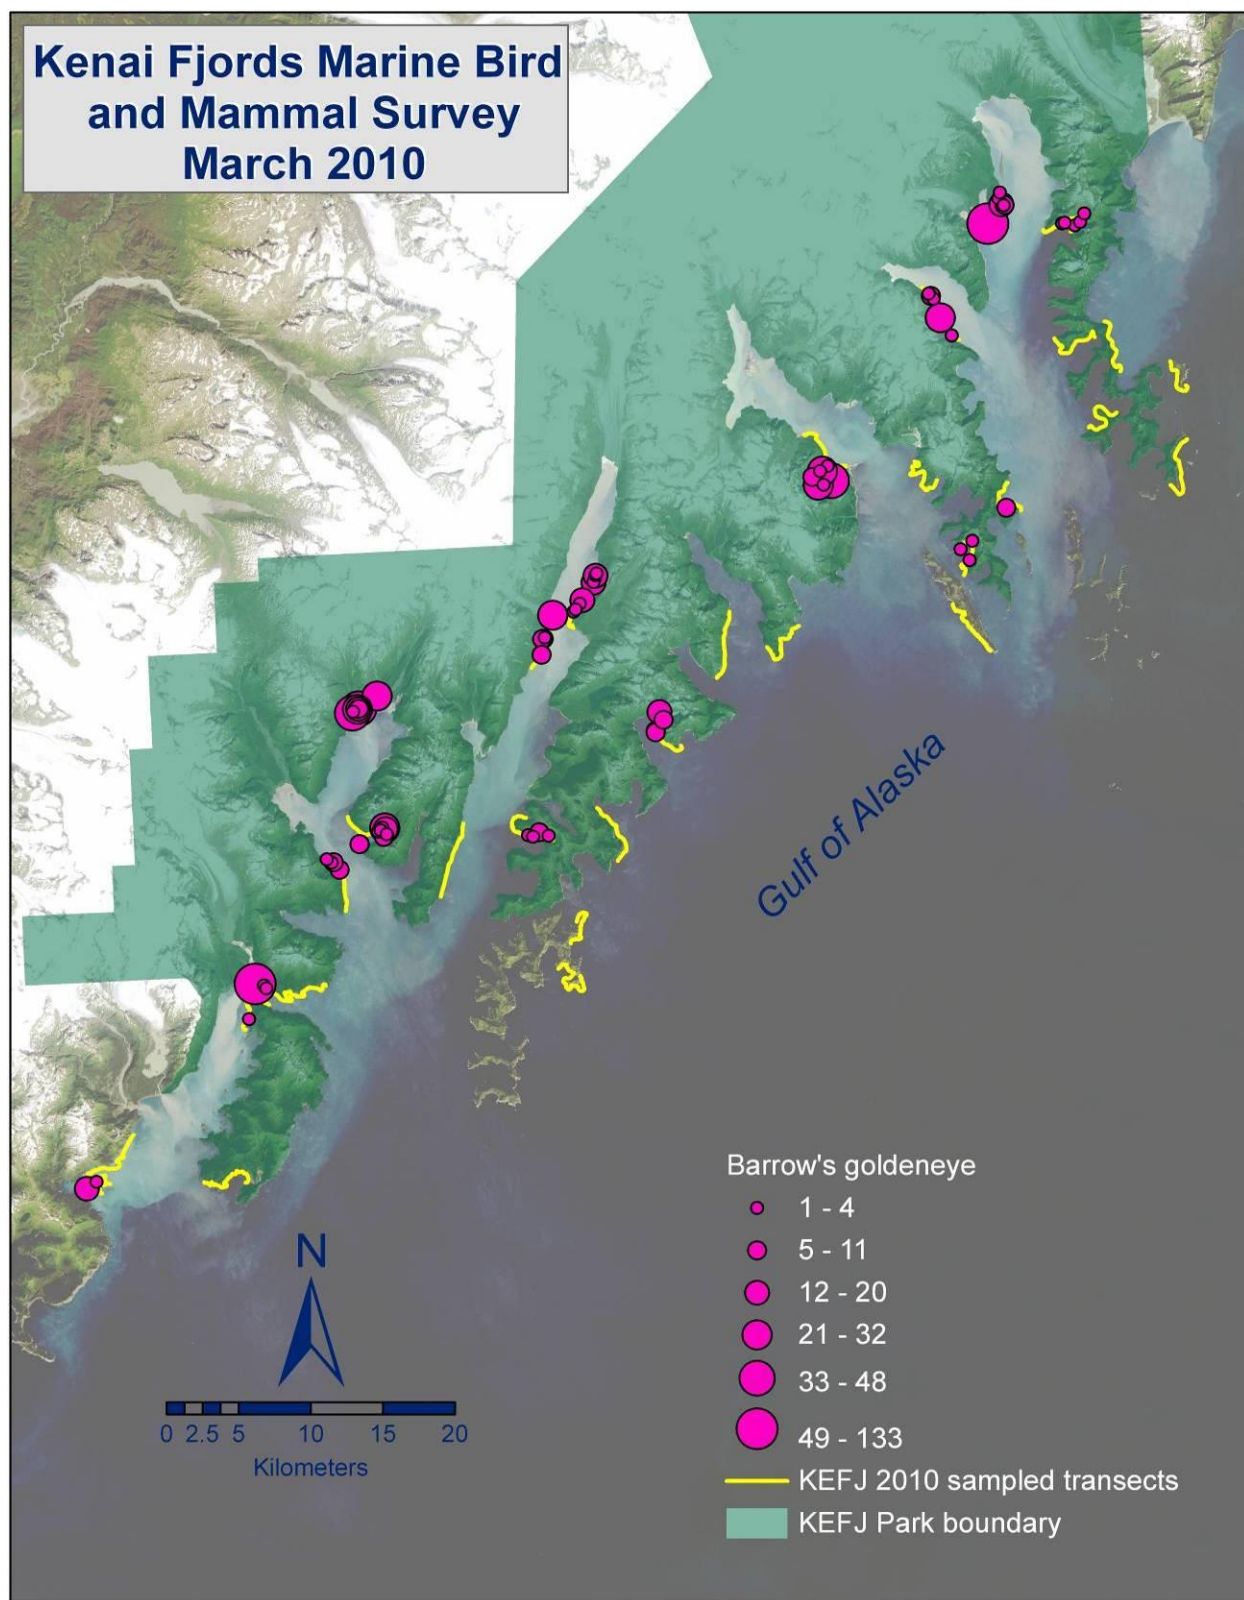 Kenai Fjords Marine Bird
and Mammal Survey
March 2010
Gulf of Alaska
Barrow's goldeneye
1 - 4
5 - 11
12 - 20
21 - 32
33 - 48
49 - 133
KEFJ 2010 sampled transects
KEFJ Park boundary
N
0 2.5 5 10 15 20
Kilometers